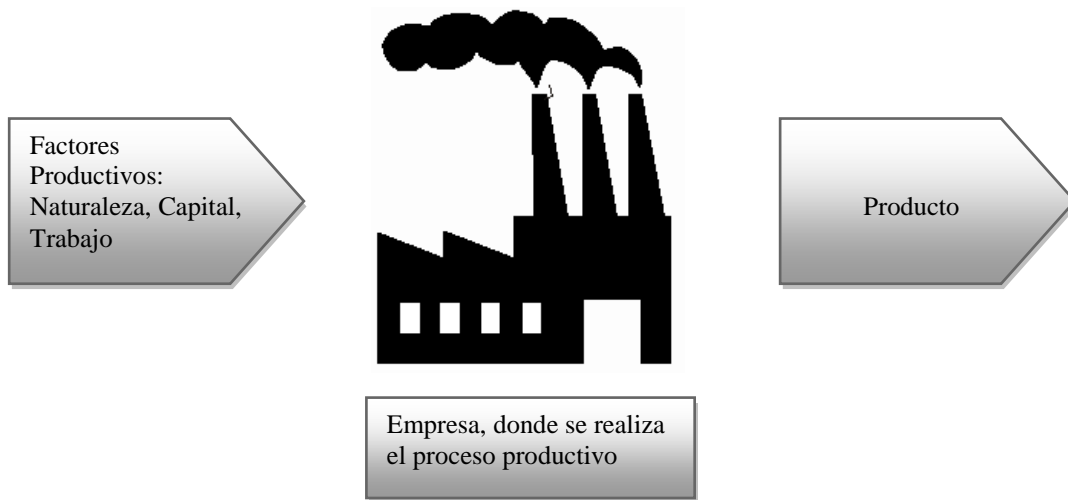 Factores
Productivos:
Naturaleza, Capital,
Trabajo
Producto
Empresa, donde se realiza
el proceso productivo